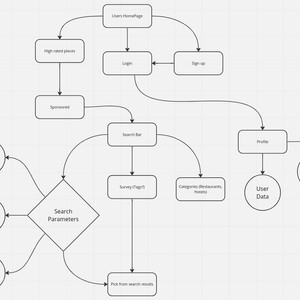 Users HomePage
High rated places
Login
Sign up
Sponsored
Search Bar
Profile
Survey (Tags?)
Categories (Restaurants,
hotels)
User
Data
Search
Parameters
Pick from search results